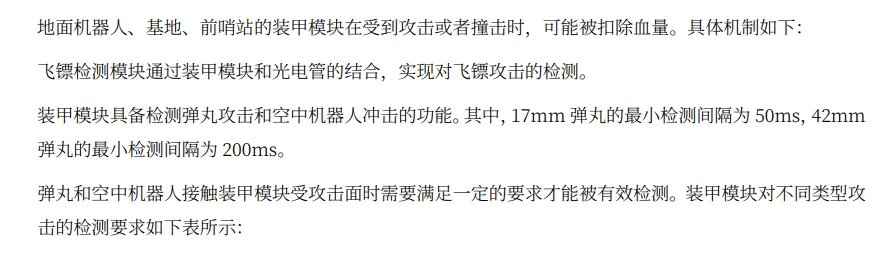 地面机器人、基地、前哨站的装甲模块在受到攻击或者撞击时，可能被扣除血量。具体机制如下：
飞镖检测模块通过装甲模块和光电管的结合，实现对飞镖攻击的检测。
装甲模块具备检测弹丸攻击和空中机器人冲击的功能。其中，17mm 弹丸的最小检测间隔为 50ms，42mm
弹丸的最小检测间隔为 200ms。
弹丸和空中机器人接触装甲模块受攻击面时需要满足一定的要求才能被有效检测。装甲模块对不同类型攻
击的检测要求如下表所示：